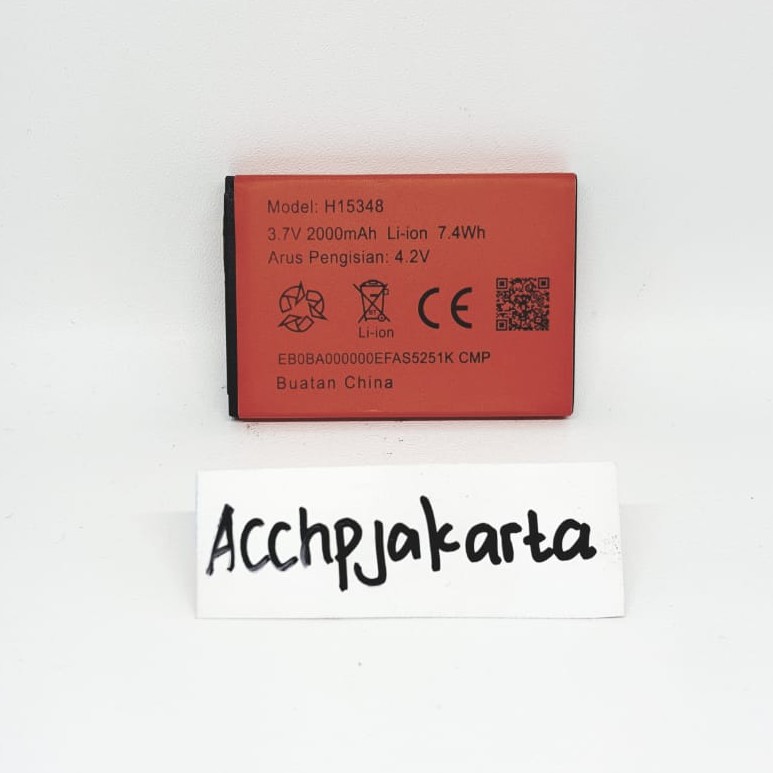 Model: H15348
3.7V 2000mAh Li-ion 7.4Wh
Arus Pengisian: 4.2V
CE
Li-ion
EB0BA000000EFAS5251K CMP
Buatan China
Acchpjakarta